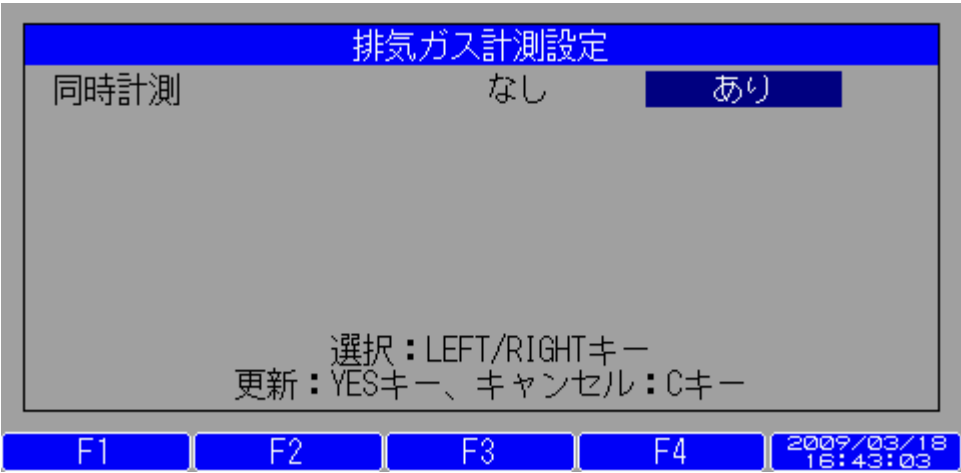 排気ガス計測設定
同時計測 なし あり
選択：LEFT/RIGHTキー
更新：YESキー、キャンセル：Cキー
F1 F2 F3 F4 2009/03/18
16:43:03